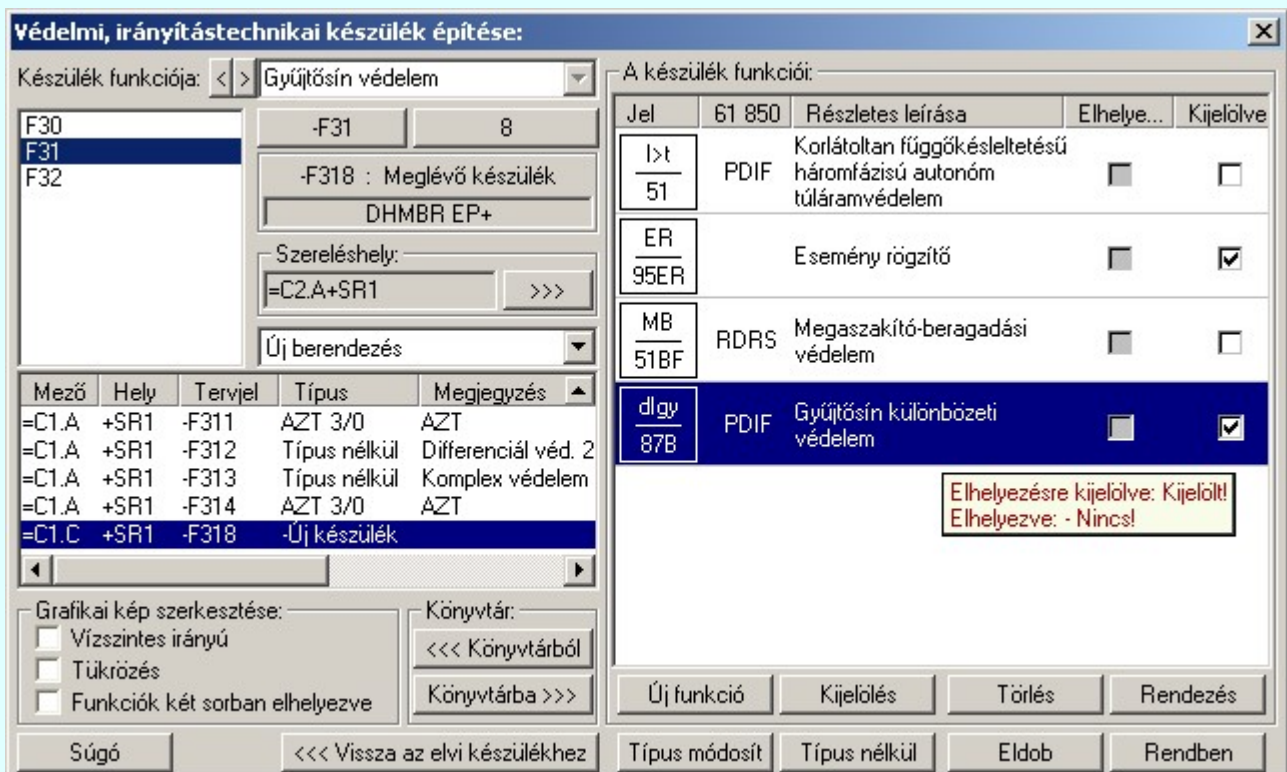 Védelmi, irányítástechnikai készülék építése:
Készülék funkciója: < > Gyűjtősín védelem
F30
F31
F32
-F31 8
-F318 : Meglévő készülék
DHMBR EP+
Szereléshely:
=C2.A+SR1 >>>
Új berendezés
Mező Hely Tervjel Típus Megjegyzés
=C1.A +SR1 -F311 AZT 3/0 AZT
=C1.A +SR1 -F312 Típus nélkül Differenciál véd. 2
=C1.A +SR1 -F313 Típus nélkül Komplex védelem
=C1.A +SR1 -F314 AZT 3/0 AZT
=C1.C +SR1 -F318 -Új készülék
Grafikai kép szerkesztése:
Vízszintes irányú
Tükrözés
Funkciók két sorban elhelyezve
Könyvtár:
<<< Könyvtárból
Könyvtárba >>>
Súgó
<<< Vissza az elvi készülékhez
A készülék funkciói:
Jel 61 850 Részletes leírása Elhelye... Kijelölve
I>t
51
PDIF
Korlátoltan függőkésleltetésű
háromfázisú autonóm
túláramvédelem
ER
95ER
Esemény rögzítő
MB
51BF
RDRS
Megaszakító-beragadási
védelem
dIgy
87B
PDIF
Gyűjtősín különbözeti
védelem
Elhelyezésre kijelölve: Kijelölt!
Elhelyezve: - Nincs!
Új funkció Kijelölés Törlés Rendezés
Típus módosít Típus nélkül Eldob Rendben